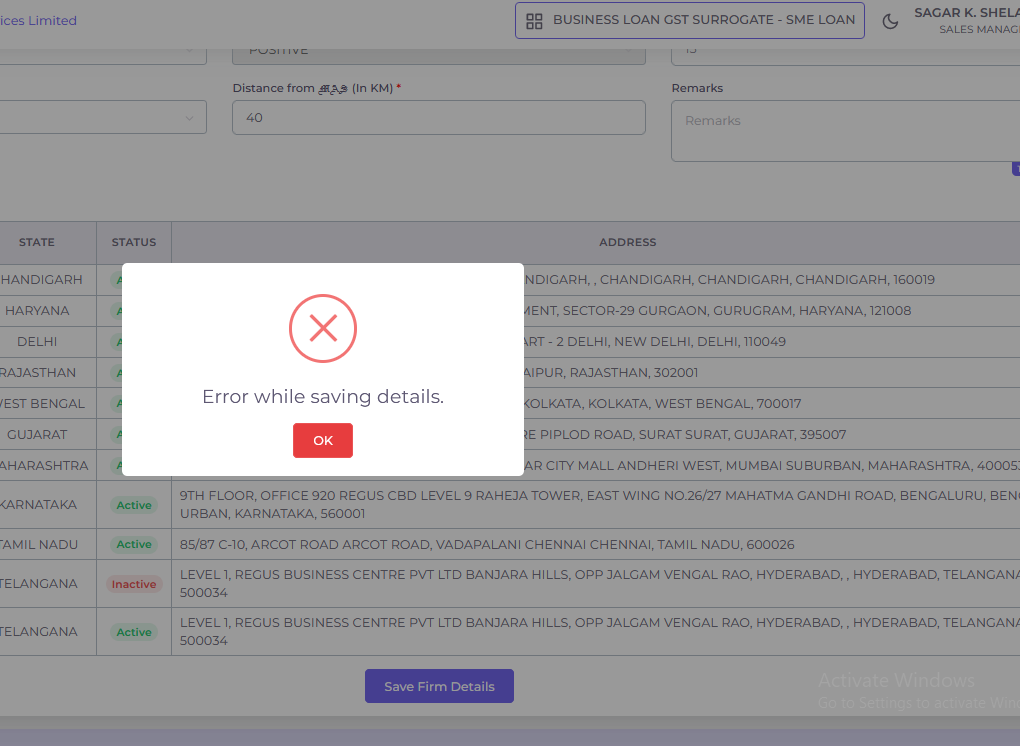 ices Limited
BUSINESS LOAN GST SURROGATE - SME LOAN
SAGAR K. SHELA
SALES MANAG
POSITIVE
15
Distance from (In KM) *
Remarks
40
Remarks
STATE STATUS ADDRESS
HANDIGARH A NDIGARH, , CHANDIGARH, CHANDIGARH, CHANDIGARH, 160019
HARYANA A MENT, SECTOR-29 GURGAON, GURUGRAM, HARYANA, 121008
DELHI A ART - 2 DELHI, NEW DELHI, DELHI, 110049
RAJASTHAN A AIPUR, RAJASTHAN, 302001
EST BENGAL A KOLKATA, KOLKATA, WEST BENGAL, 700017
GUJARAT A RE PIPLOD ROAD, SURAT SURAT, GUJARAT, 395007
AHARASHTRA A AR CITY MALL ANDHERI WEST, MUMBAI SUBURBAN, MAHARASHTRA, 400053
Error while saving details.
OK
KARNATAKA Active 9TH FLOOR, OFFICE 920 REGUS CBD LEVEL 9 RAHEJA TOWER, EAST WING NO.26/27 MAHATMA GANDHI ROAD, BENGALURU, BEN
URBAN, KARNATAKA, 560001
TAMIL NADU Active 85/87 C-10, ARCOT ROAD ARCOT ROAD, VADAPALANI CHENNAI CHENNAI, TAMIL NADU, 600026
TELANGANA Inactive LEVEL 1, REGUS BUSINESS CENTRE PVT LTD BANJARA HILLS, OPP JALGAM VENGAL RAO, HYDERABAD, , HYDERABAD, TELANGANA
500034
TELANGANA Active LEVEL 1, REGUS BUSINESS CENTRE PVT LTD BANJARA HILLS, OPP JALGAM VENGAL RAO, HYDERABAD, , HYDERABAD, TELANGANA
500034
Save Firm Details
Activate Windows
Go to Settings to activate Win